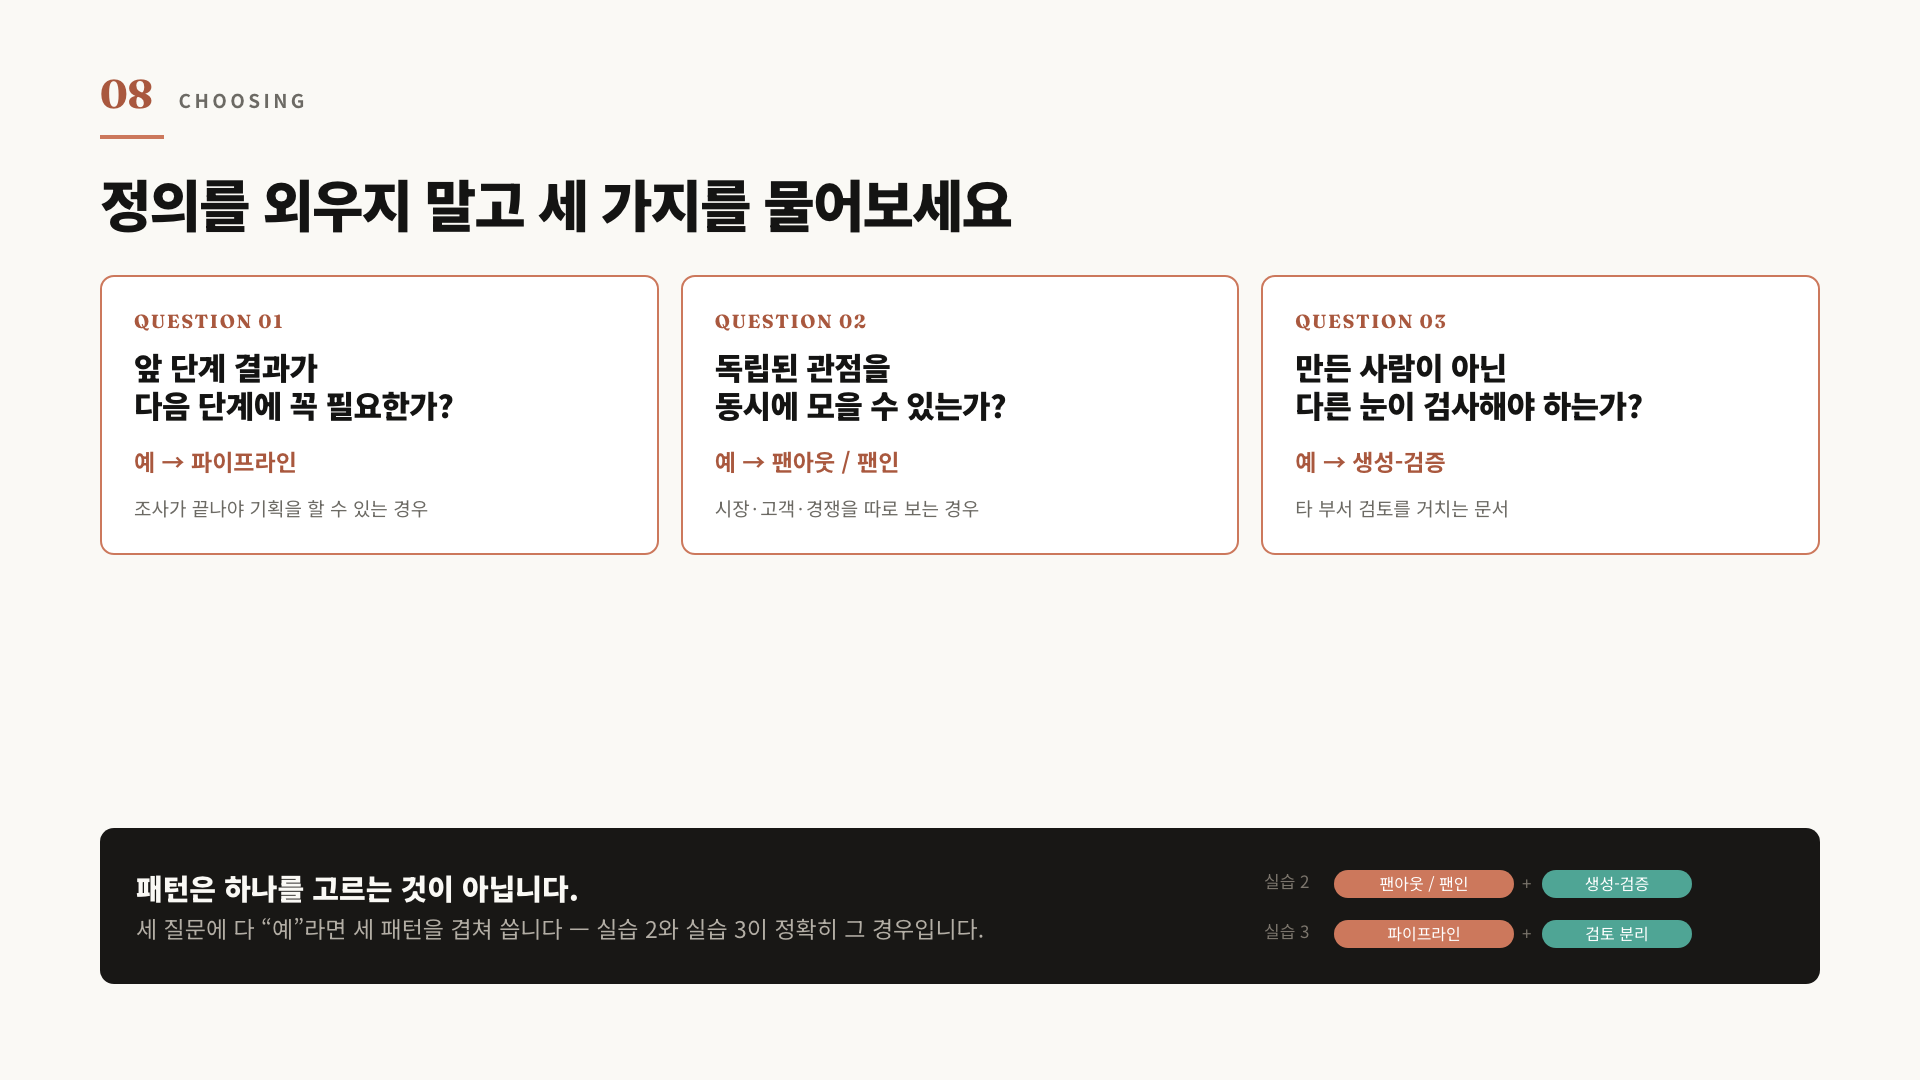 08 CHOOSING
정의를 외우지 말고 세 가지를 물어보세요
QUESTION 01
앞 단계 결과가
다음 단계에 꼭 필요한가?
예 → 파이프라인
조사가 끝나야 기획을 할 수 있는 경우
QUESTION 02
독립된 관점을
동시에 모을 수 있는가?
예 → 팬아웃 / 팬인
시장·고객·경쟁을 따로 보는 경우
QUESTION 03
만든 사람이 아닌
다른 눈이 검사해야 하는가?
예 → 생성-검증
타 부서 검토를 거치는 문서
패턴은 하나를 고르는 것이 아닙니다.
세 질문에 다 “예”라면 세 패턴을 겹쳐 씁니다 — 실습 2와 실습 3이 정확히 그 경우입니다.
실습 2 팬아웃 / 팬인 + 생성-검증
실습 3 파이프라인 + 검토 분리